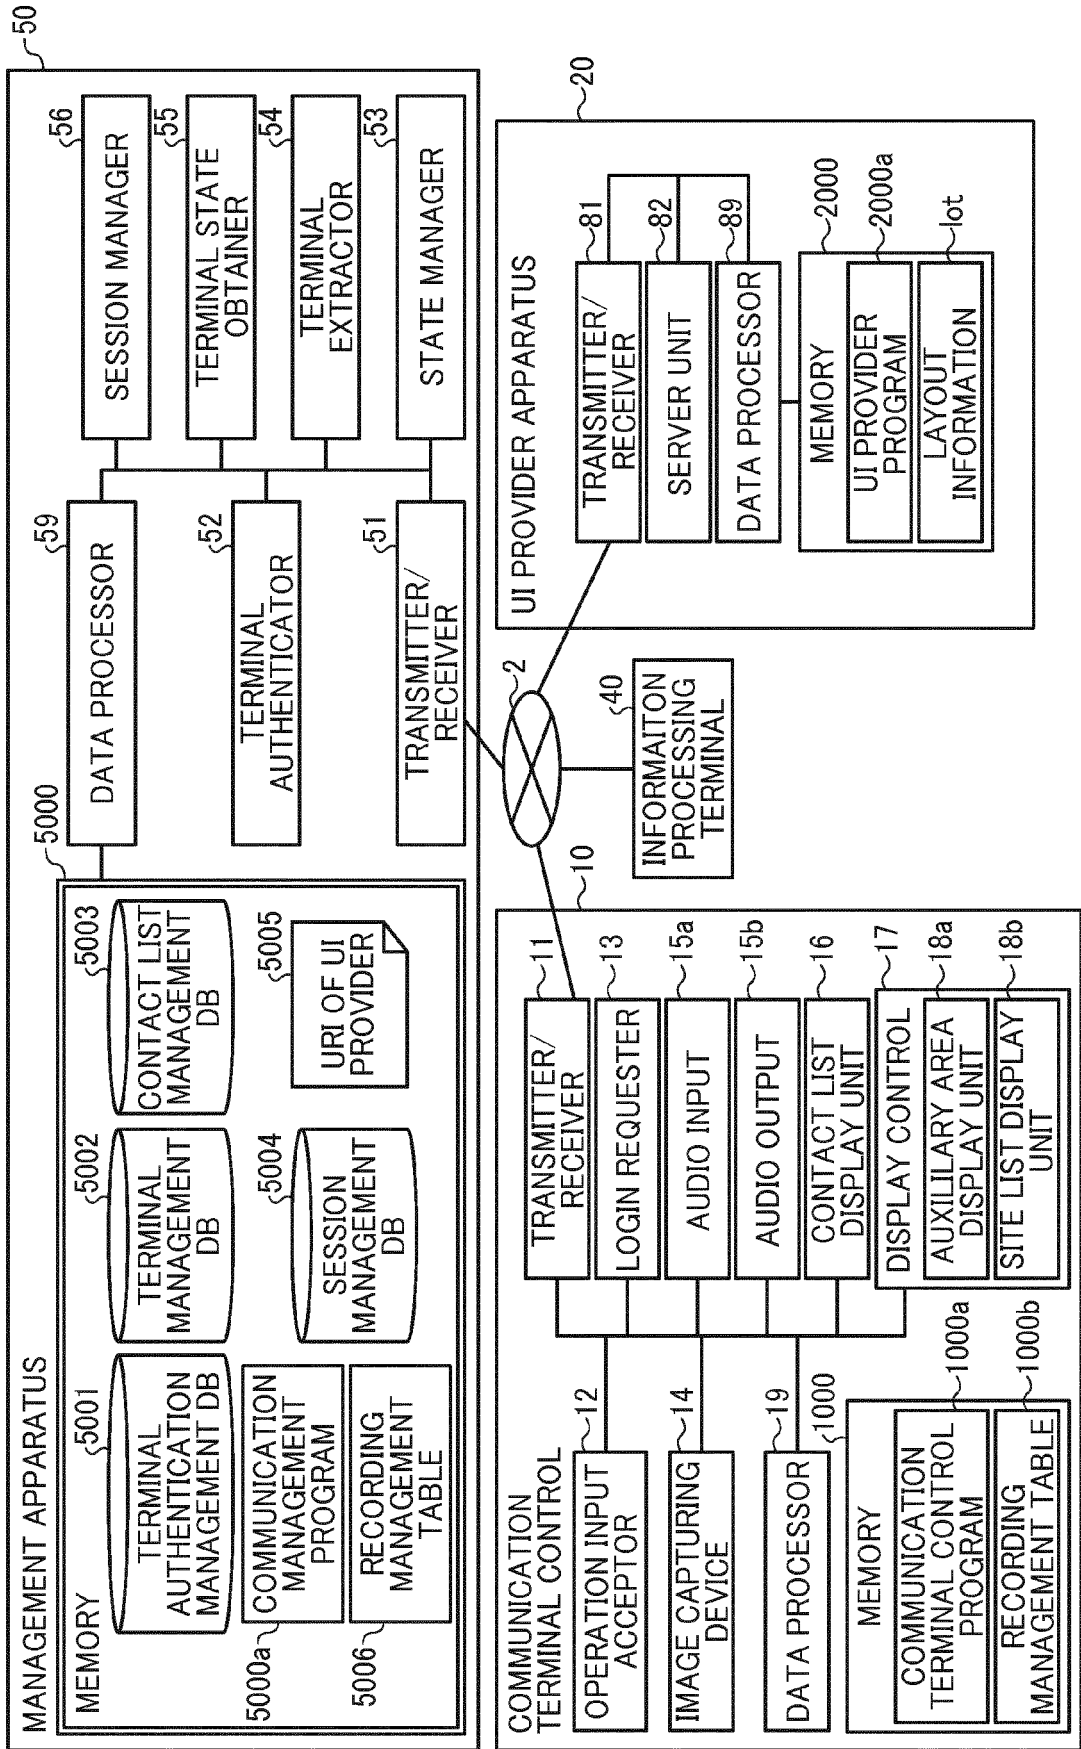 50
MANAGEMENT APPARATUS
MEMORY
5000
5001
TERMINAL
AUTHENTICATION
MANAGEMENT DB
5002
TERMINAL
MANAGEMENT
DB
5003
CONTACT LIST
MANAGEMENT
DB
5000a
COMMUNICATION
MANAGEMENT
PROGRAM
5004
SESSION
MANAGEMENT
DB
5005
URI OF UI
PROVIDER
5006
RECORDING
MANAGEMENT
TABLE
59
DATA PROCESSOR
52
TERMINAL
AUTHENTICATOR
51
TRANSMITTER/
RECEIVER
56
SESSION MANAGER
55
TERMINAL STATE
OBTAINER
54
TERMINAL
EXTRACTOR
53
STATE MANAGER
2
40
INFORMAITON
PROCESSING
TERMINAL
10
COMMUNICATION
TERMINAL CONTROL
12
OPERATION INPUT
ACCEPTOR
14
IMAGE CAPTURING
DEVICE
19
DATA PROCESSOR
1000
MEMORY
1000a
COMMUNICATION
TERMINAL CONTROL
PROGRAM
1000b
RECORDING
MANAGEMENT TABLE
11
TRANSMITTER/
RECEIVER
13
LOGIN REQUESTER
15a
AUDIO INPUT
15b
AUDIO OUTPUT
16
CONTACT LIST
DISPLAY UNIT
17
DISPLAY CONTROL
18a
AUXILIARY AREA
DISPLAY UNIT
18b
SITE LIST DISPLAY
UNIT
20
UI PROVIDER APPARATUS
81
TRANSMITTER/
RECEIVER
82
SERVER UNIT
89
DATA PROCESSOR
2000
MEMORY
2000a
UI PROVIDER
PROGRAM
lot
LAYOUT
INFORMATION